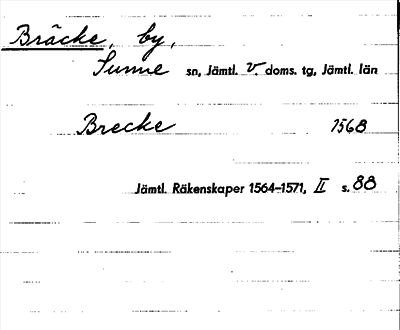 Bräcke, by,
Sunne sn, Jämtl. v. doms. tg, Jämtl. län
Brecke 1568
Jämtl. Räkenskaper 1564-1571, II s. 88